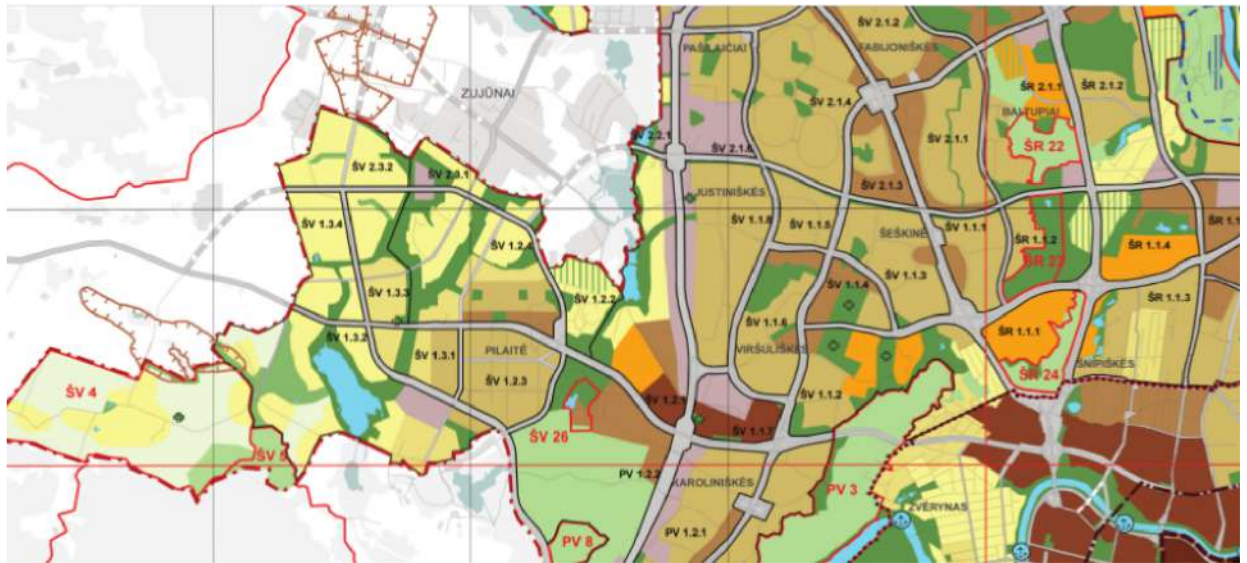 ŠV 2.1.2
PAŠILAIČIAI
FABIJONIŠKĖS
ZUJŪNAI
ŠV 2.1.4
ŠR 2.1.1
ŠR 2.1.2
BALTUPIAI
ŠV 2.2.1
ŠV 2.1.1
ŠR 22
ŠV 2.3.2
ŠV 2.3.1
ŠV 2.1.3
JUSTINIŠKĖS
ŠV 1.3.4
ŠV 1.1.8
ŠV 1.1.5
ŠEŠKINĖ
ŠV 1.1.1
ŠR 1.1.2
ŠR 1.1.4
ŠV 1.2.4
ŠR 23
ŠV 1.1.3
ŠV 1.3.3
ŠV 1.2.2
ŠV 1.1.4
ŠR 1.1.3
ŠV 1.1.6
ŠV 1.3.2
ŠR 1.1.1
ŠV 1.3.1
PILAITĖ
VIRŠULIŠKĖS
ŠNIPIŠKĖS
ŠV 1.2.3
ŠR 24
ŠV 4
ŠV 1.2.1
ŠV 1.1.2
ŠV 26
ŠV 1.1.7
ŠV 5
PV 1.2.2
KAROLINIŠKĖS
PV 3
ŽVĖRYNAS
PV 8
PV 1.2.1